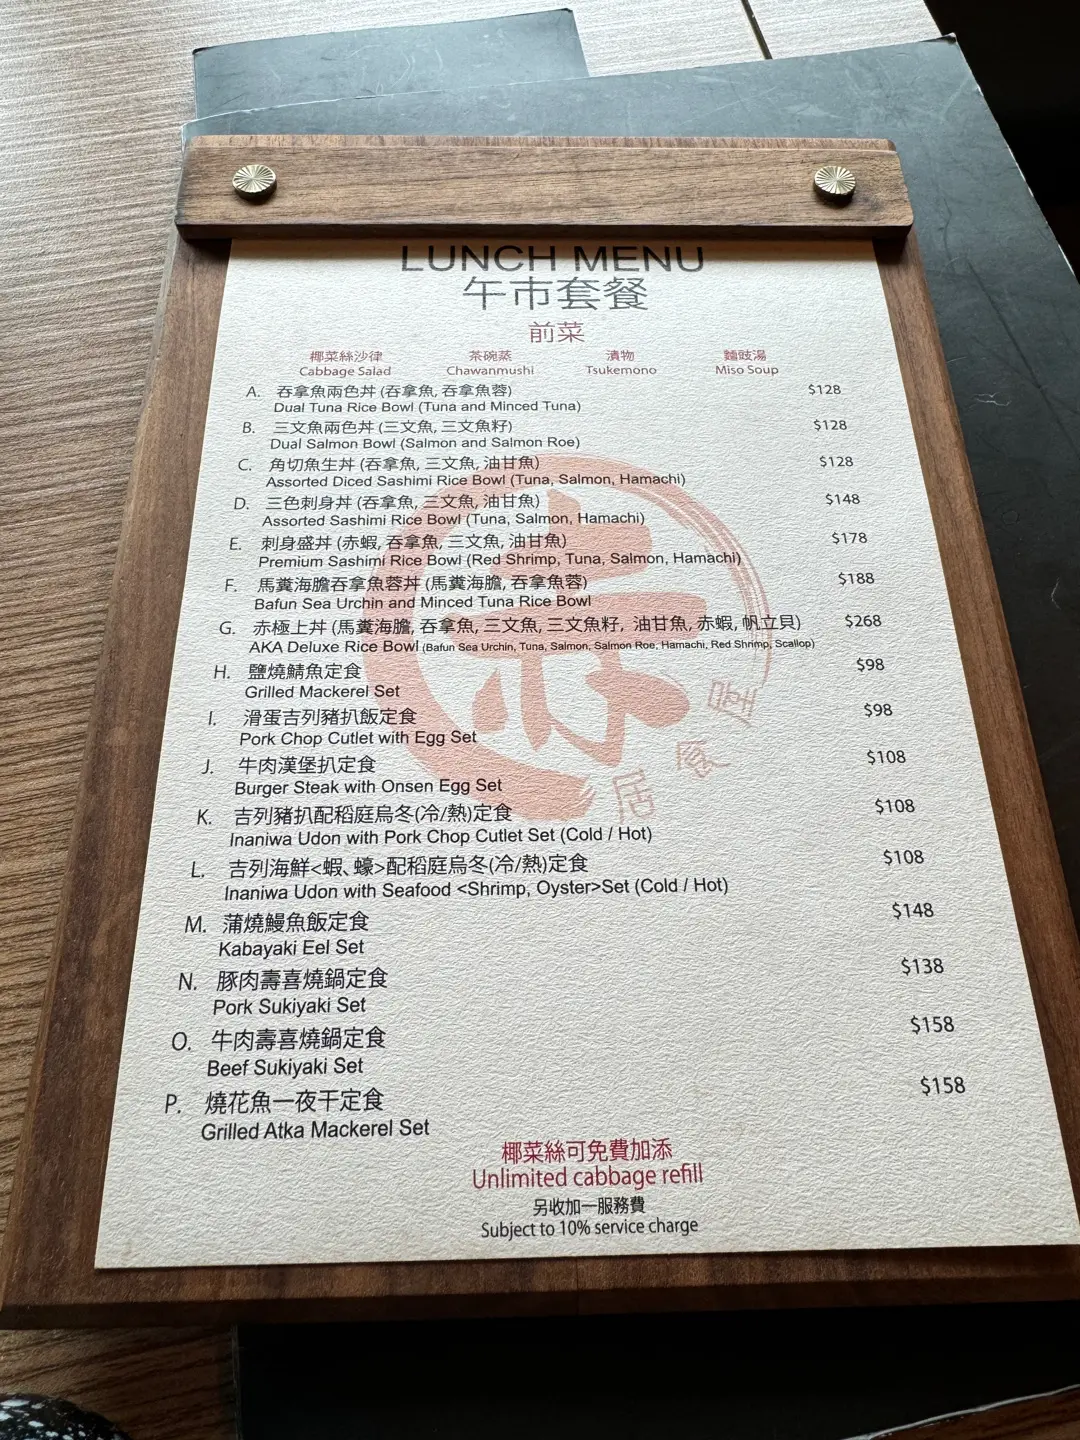 LUNCH MENU
午市套餐
前菜
椰菜絲沙律 茶碗蒸 漬物 麵豉湯
Cabbage Salad Chawanmushi Tsukemono Miso Soup
A. 吞拿魚兩色丼 (吞拿魚, 吞拿魚蓉) $128
Dual Tuna Rice Bowl (Tuna and Minced Tuna)
B. 三文魚兩色丼 (三文魚, 三文魚籽) $128
Dual Salmon Bowl (Salmon and Salmon Roe)
C. 角切魚生丼 (吞拿魚, 三文魚, 油甘魚) $128
Assorted Diced Sashimi Rice Bowl (Tuna, Salmon, Hamachi)
D. 三色刺身丼 (吞拿魚, 三文魚, 油甘魚) $148
Assorted Sashimi Rice Bowl (Tuna, Salmon, Hamachi)
E. 刺身盛丼 (赤蝦, 吞拿魚, 三文魚, 油甘魚) $178
Premium Sashimi Rice Bowl (Red Shrimp, Tuna, Salmon, Hamachi)
F. 馬糞海膽吞拿魚蓉丼 (馬糞海膽, 吞拿魚蓉) $188
Bafun Sea Urchin and Minced Tuna Rice Bowl
G. 赤極上丼 (馬糞海膽, 吞拿魚, 三文魚, 三文魚籽, 油甘魚, 赤蝦, 帆立貝) $268
AKA Deluxe Rice Bowl (Bafun Sea Urchin, Tuna, Salmon, Salmon Roe, Hamachi, Red Shrimp, Scallop)
H. 鹽燒鯖魚定食 $98
Grilled Mackerel Set
I. 滑蛋吉列豬扒飯定食 $98
Pork Chop Cutlet with Egg Set
J. 牛肉漢堡扒定食 $108
Burger Steak with Onsen Egg Set
K. 吉列豬扒配稻庭烏冬(冷/熱)定食 $108
Inaniwa Udon with Pork Chop Cutlet Set (Cold / Hot)
L. 吉列海鮮<蝦、蠔>配稻庭烏冬(冷/熱)定食 $108
Inaniwa Udon with Seafood <Shrimp, Oyster>Set (Cold / Hot)
M. 蒲燒鰻魚飯定食 $148
Kabayaki Eel Set
N. 豚肉壽喜燒鍋定食 $138
Pork Sukiyaki Set
O. 牛肉壽喜燒鍋定食 $158
Beef Sukiyaki Set
P. 燒花魚一夜干定食 $158
Grilled Atka Mackerel Set
赤
居食屋
椰菜絲可免費加添
Unlimited cabbage refill
另收加一服務費
Subject to 10% service charge